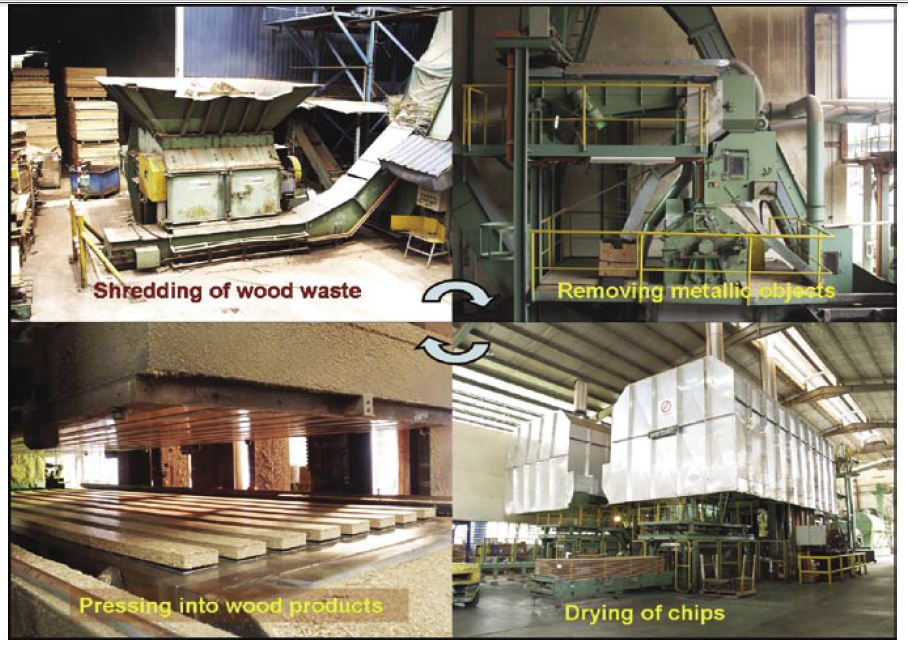 Shredding of wood waste
Removing metallic objects
Pressing into wood products
Drying of chips